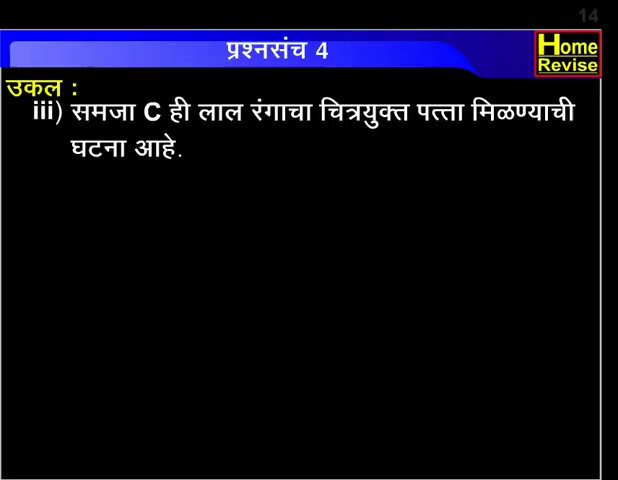 14
प्रश्नसंच 4
Home
Revise
उकल :
iii) समजा C ही लाल रंगाचा चित्रयुक्त पत्ता मिळण्याची
घटना आहे.